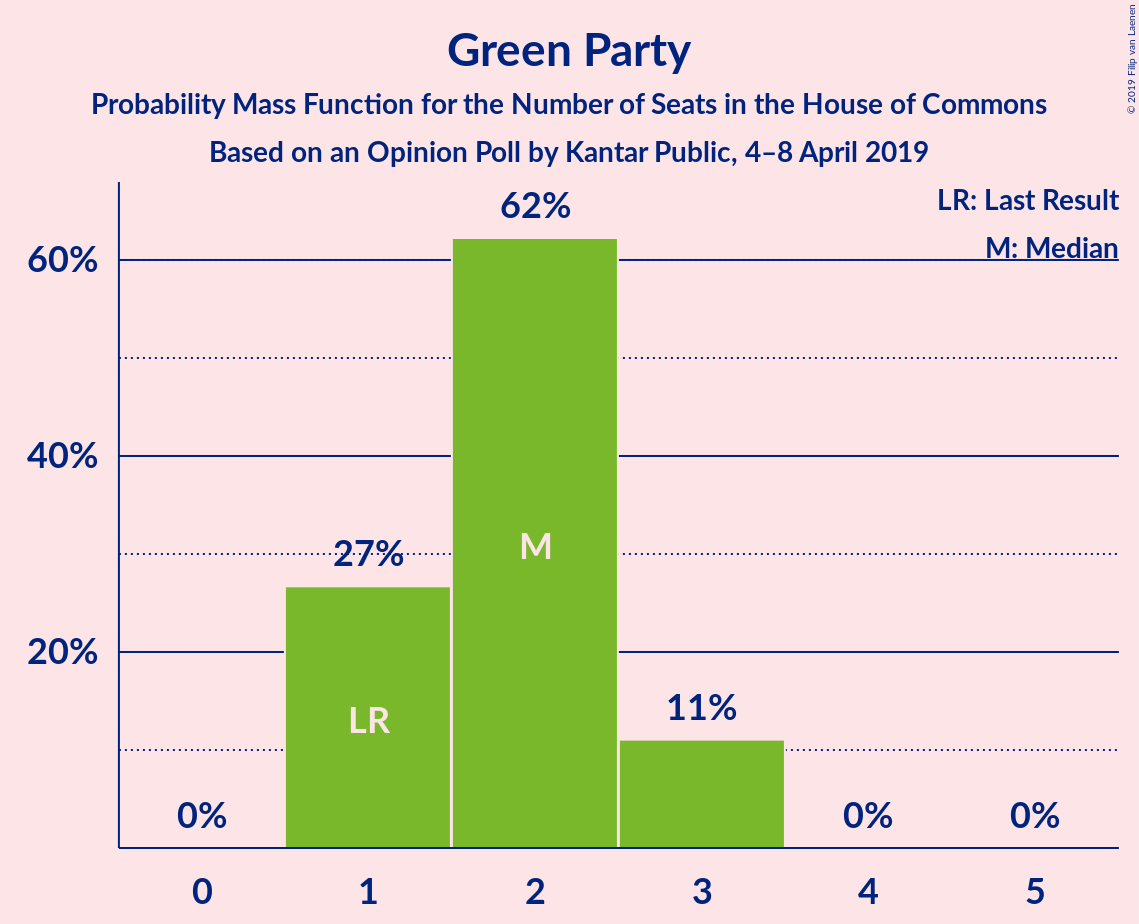 Green Party
Probability Mass Function for the Number of Seats in the House of Commons
Based on an Opinion Poll by Kantar Public, 4–8 April 2019
© 2019 Filip van Laenen
LR: Last Result
M: Median
62%
60%
40%
27%
M
20%
LR
11%
0%
0%
0%
0
1
2
3
4
5